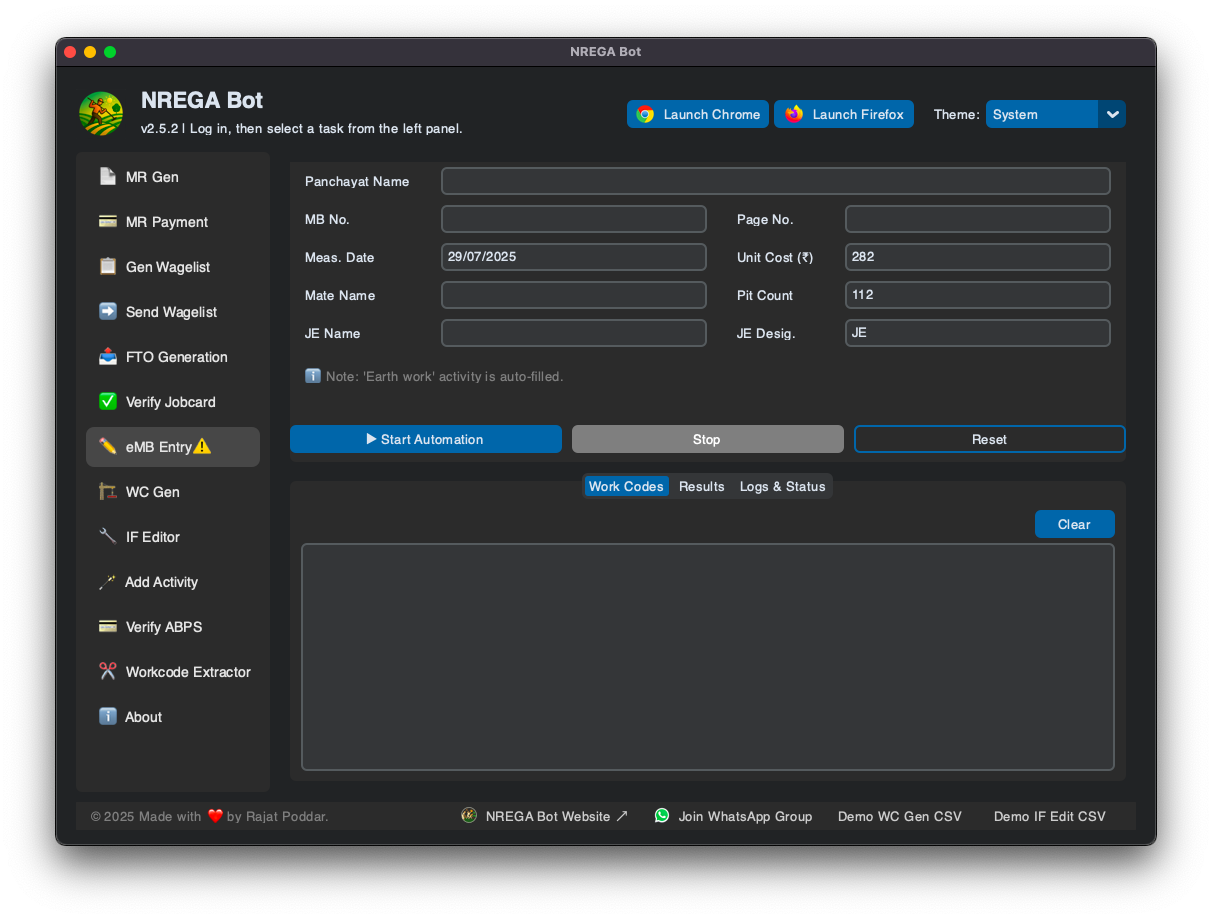 NREGA Bot
NREGA Bot
v2.5.2 | Log in, then select a task from the left panel.
Launch Chrome
Launch Firefox
Theme:
System
MR Gen
MR Payment
Gen Wagelist
Send Wagelist
FTO Generation
Verify Jobcard
eMB Entry
WC Gen
IF Editor
Add Activity
Verify ABPS
Workcode Extractor
About
Panchayat Name
MB No.
Page No.
Meas. Date
29/07/2025
Unit Cost (₹)
282
Mate Name
Pit Count
112
JE Name
JE Desig.
JE
Note: 'Earth work' activity is auto-filled.
Start Automation
Stop
Reset
Work Codes
Results
Logs & Status
Clear
© 2025 Made with ❤️ by Rajat Poddar.
NREGA Bot Website ↗
Join WhatsApp Group
Demo WC Gen CSV
Demo IF Edit CSV